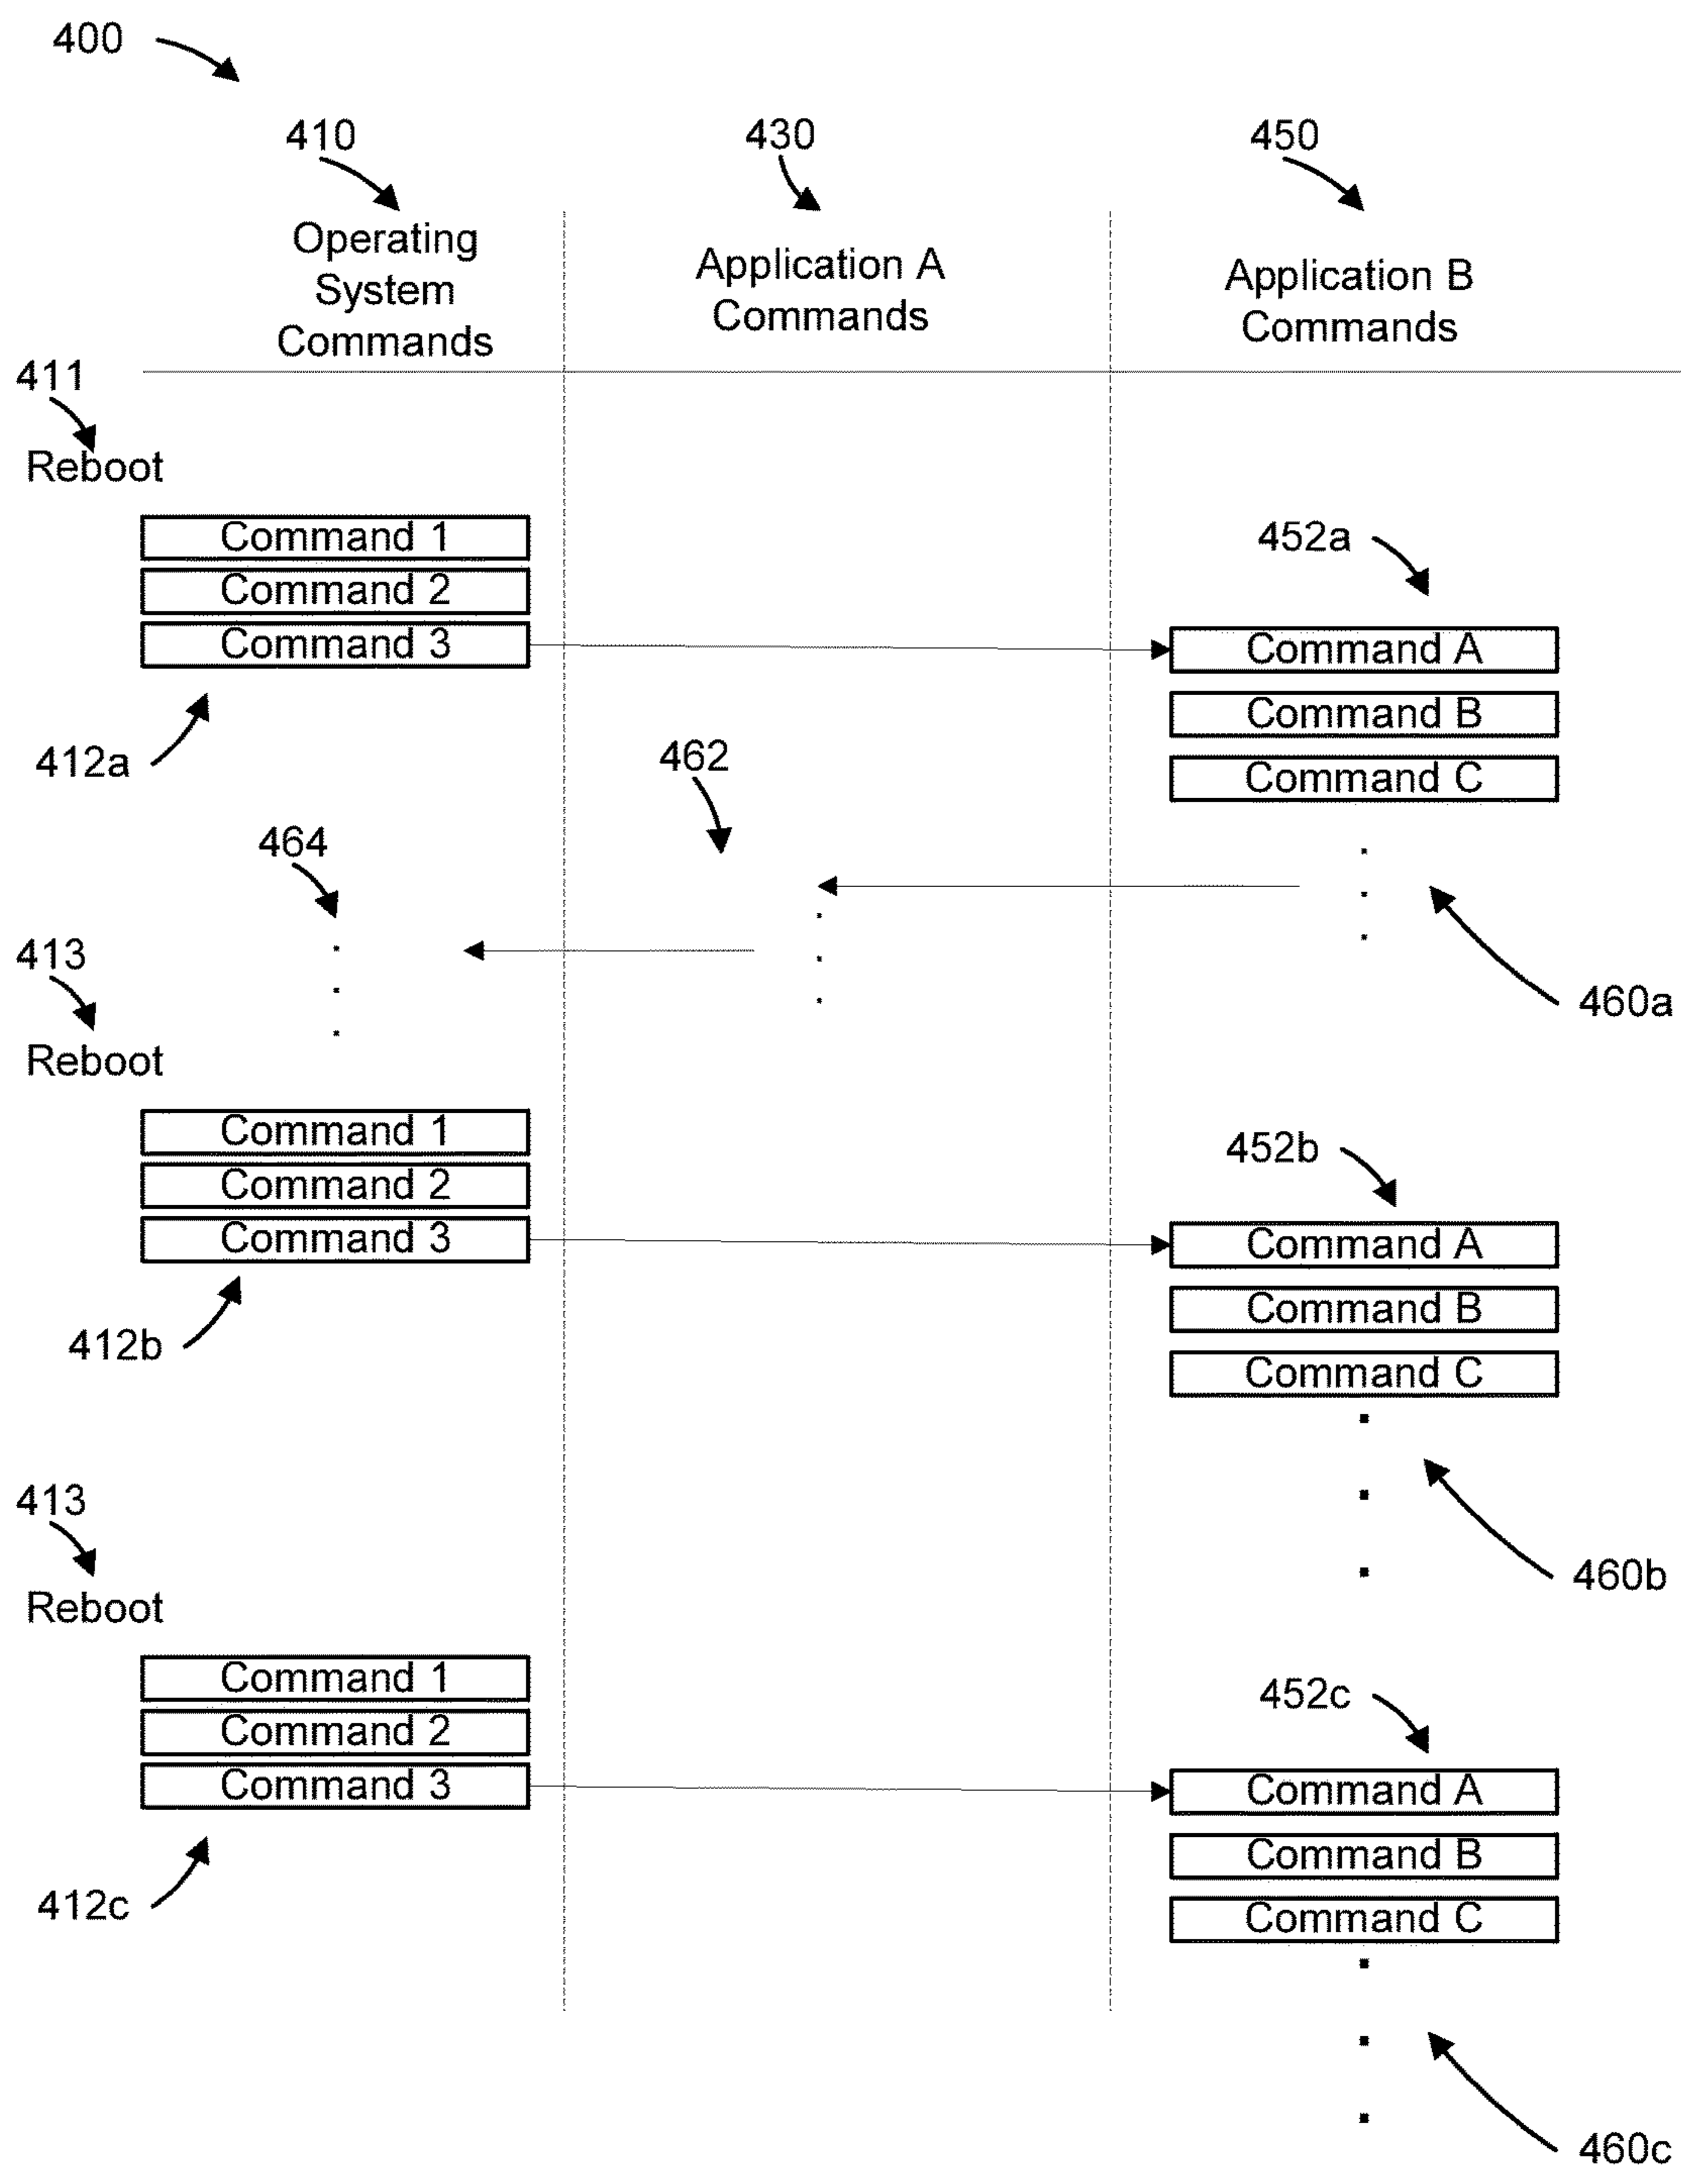 400
410
430
450
Operating
System
Commands
Application A
Commands
Application B
Commands
411
Reboot
Command 1
Command 2
Command 3
412a
452a
Command A
Command B
Command C
462
464
460a
413
Reboot
Command 1
Command 2
Command 3
412b
452b
Command A
Command B
Command C
460b
413
Reboot
Command 1
Command 2
Command 3
412c
452c
Command A
Command B
Command C
460c